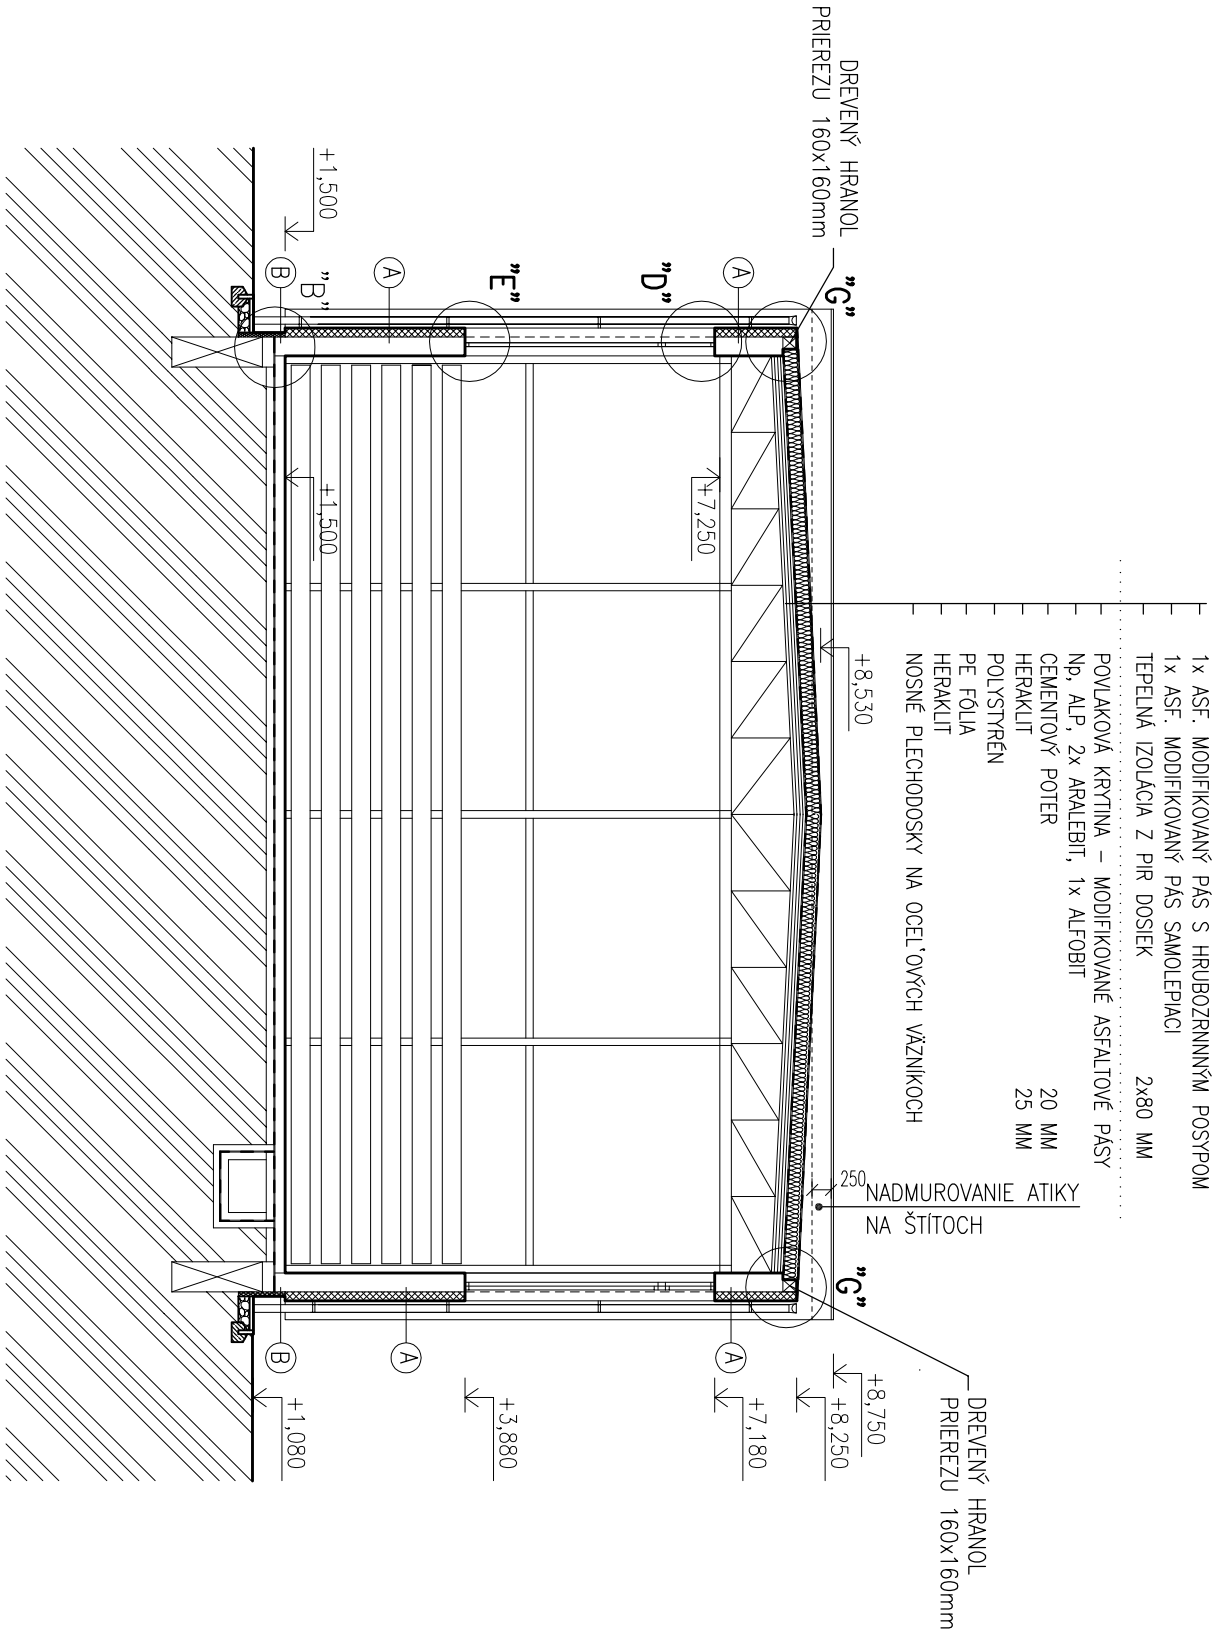 1x ASF. MODIFIKOVANÝ PÁS S HRUBOZRNNNÝM POSYPOM
1x ASF. MODIFIKOVANÝ PÁS SAMOLEPIACI
TEPELNÁ IZOLÁCIA Z PIR DOSIEK 2x80 MM
POVLAKOVÁ KRYTINA – MODIFIKOVANÉ ASFALTOVÉ PÁSY
Np, ALP, 2x ARALEBIT, 1x ALFOBIT
CEMENTOVÝ POTER 20 MM
HERAKLIT 25 MM
POLYSTYRÉN
PE FÓLIA
HERAKLIT
NOSNÉ PLECHODOSKY NA OCEL'OVÝCH VÄZNÍKOCH
DREVENÝ HRANOL
PRIEREZU 160x160mm
+8,530
250
NADMUROVANIE ATIKY
NA ŠTÍTOCH
DREVENÝ HRANOL
PRIEREZU 160x160mm
"G"
"G"
+8,750
+8,250
A
"D"
+7,250
A
+7,180
"E"
+3,880
A
A
"B"
B
+1,500
+1,500
B
+1,080